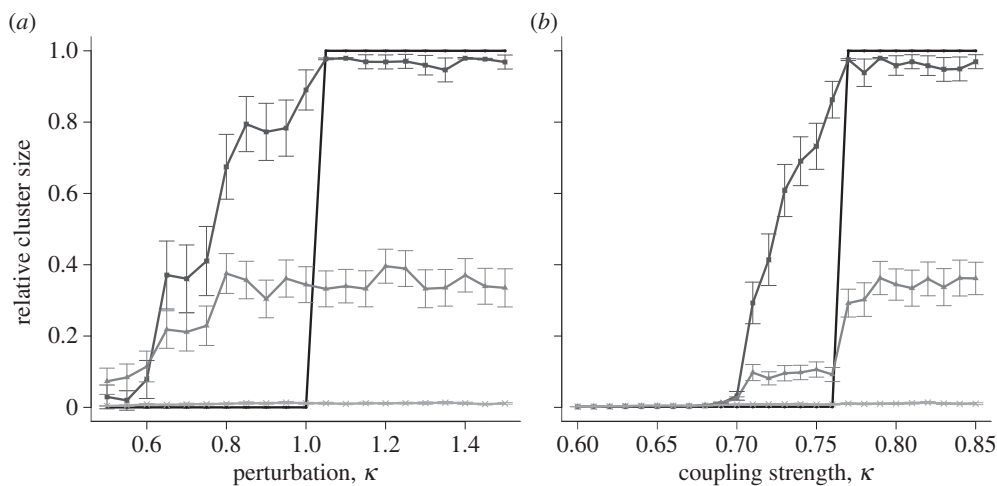 (a)
(b)
relative cluster size
1.0
0.8
0.6
0.4
0.2
0
0.6 0.8 1.0 1.2 1.4
perturbation, κ
0.60 0.65 0.70 0.75 0.80 0.85
coupling strength, κ